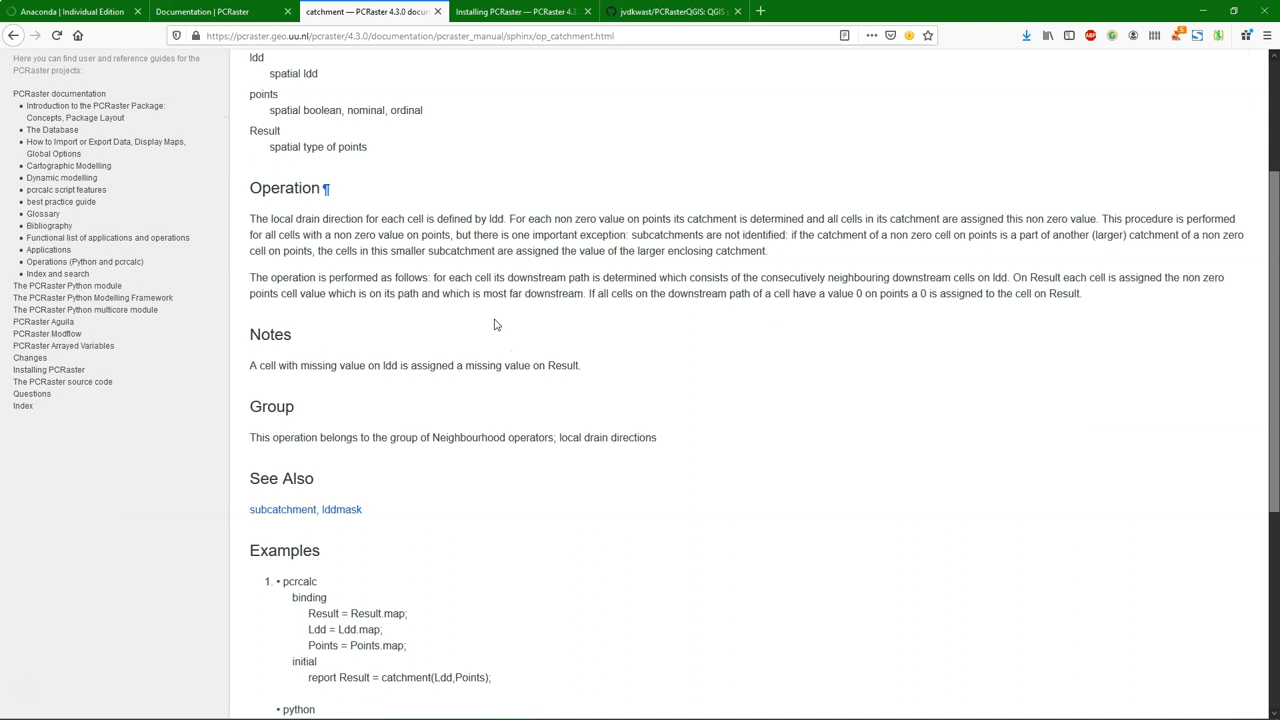 Anaconda | Individual Edition
Documentation | PCRaster
catchment — PCRaster 4.3.0 docu
Installing PCRaster — PCRaster 4.3
jvdkwast/PCRasterQGIS: QGIS
https://pcraster.geo.uu.nl/pcraster/4.3.0/documentation/pcraster_manual/sphinx/op_catchment.html
Here you can find user and reference guides for the
PCRaster projects:
PCRaster documentation
Introduction to the PCRaster Package:
Concepts, Package Layout
The Database
How to Import or Export Data, Display Maps,
Global Options
Cartographic Modelling
Dynamic modelling
pcrcalc script features
best practice guide
Glossary
Bibliography
Functional list of applications and operations
Applications
Operations (Python and pcrcalc)
Index and search
The PCRaster Python module
The PCRaster Python Modelling Framework
The PCRaster Python multicore module
PCRaster Aguila
PCRaster Modflow
PCRaster Arrayed Variables
Changes
Installing PCRaster
The PCRaster source code
Questions
Index
ldd
spatial ldd
points
spatial boolean, nominal, ordinal
Result
spatial type of points
Operation¶
The local drain direction for each cell is defined by ldd. For each non zero value on points its catchment is determined and all cells in its catchment are assigned this non zero value. This procedure is performed
for all cells with a non zero value on points, but there is one important exception: subcatchments are not identified: if the catchment of a non zero cell on points is a part of another (larger) catchment of a non zero
cell on points, the cells in this smaller subcatchment are assigned the value of the larger enclosing catchment.
The operation is performed as follows: for each cell its downstream path is determined which consists of the consecutively neighbouring downstream cells on ldd. On Result each cell is assigned the non zero
points cell value which is on its path and which is most far downstream. If all cells on the downstream path of a cell have a value 0 on points a 0 is assigned to the cell on Result.
Notes
A cell with missing value on ldd is assigned a missing value on Result.
Group
This operation belongs to the group of Neighbourhood operators; local drain directions
See Also
subcatchment, lddmask
Examples
1. • pcrcalc
binding
Result = Result.map;
Ldd = Ldd.map;
Points = Points.map;
initial
report Result = catchment(Ldd,Points);
• python